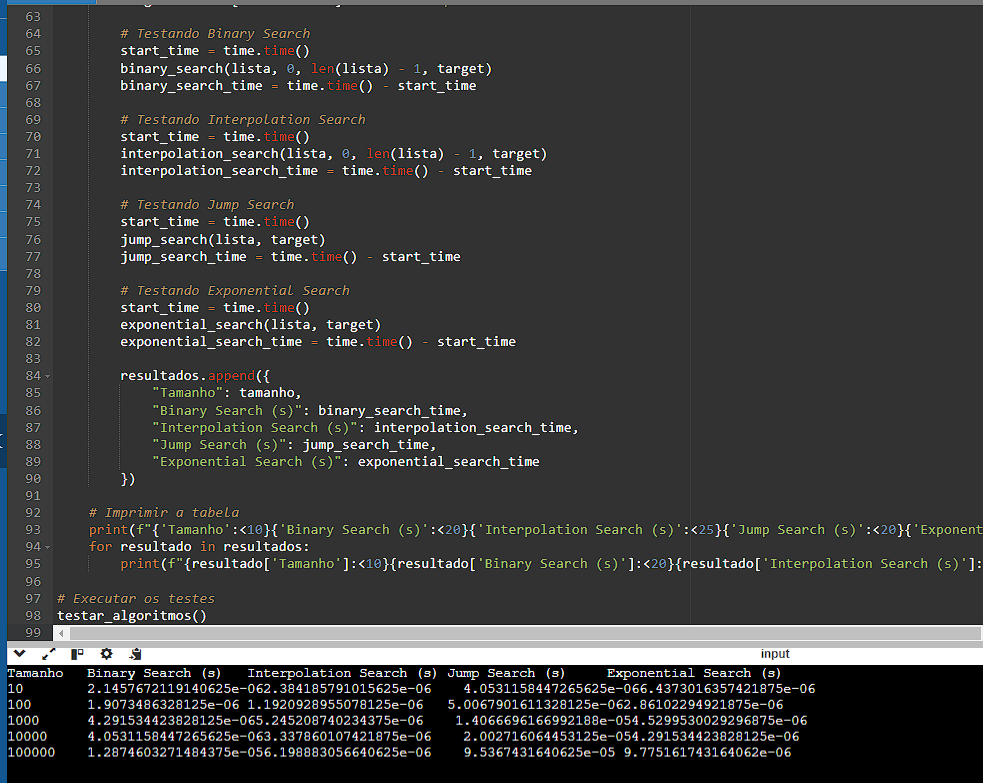 63
64 # Testando Binary Search
65 start_time = time.time()
66 binary_search(lista, 0, len(lista) - 1, target)
67 binary_search_time = time.time() - start_time
68
69 # Testando Interpolation Search
70 start_time = time.time()
71 interpolation_search(lista, 0, len(lista) - 1, target)
72 interpolation_search_time = time.time() - start_time
73
74 # Testando Jump Search
75 start_time = time.time()
76 jump_search(lista, target)
77 jump_search_time = time.time() - start_time
78
79 # Testando Exponential Search
80 start_time = time.time()
81 exponential_search(lista, target)
82 exponential_search_time = time.time() - start_time
83
84 resultados.append({
85 "Tamanho": tamanho,
86 "Binary Search (s)": binary_search_time,
87 "Interpolation Search (s)": interpolation_search_time,
88 "Jump Search (s)": jump_search_time,
89 "Exponential Search (s)": exponential_search_time
90 })
91
92 # Imprimir a tabela
93 print(f"{'Tamanho':<10}{'Binary Search (s)':<20}{'Interpolation Search (s)':<25}{'Jump Search (s)':<20}{'Exponent
94 for resultado in resultados:
95 print(f"{resultado['Tamanho']:<10}{resultado['Binary Search (s)']:<20}{resultado['Interpolation Search (s)']:
96
97 # Executar os testes
98 testar_algoritmos()
99
input
Tamanho Binary Search (s) Interpolation Search (s) Jump Search (s) Exponential Search (s)
10 2.1457672119140625e-062.384185791015625e-06 4.0531158447265625e-066.4373016357421875e-06
100 1.9073486328125e-06 1.1920928955078125e-06 5.0067901611328125e-062.86102294921875e-06
1000 4.291534423828125e-065.245208740234375e-06 1.4066696166992188e-054.5299530029296875e-06
10000 4.0531158447265625e-063.337860107421875e-06 2.002716064453125e-054.291534423828125e-06
100000 1.2874603271484375e-056.198883056640625e-06 9.5367431640625e-05 9.775161743164062e-06